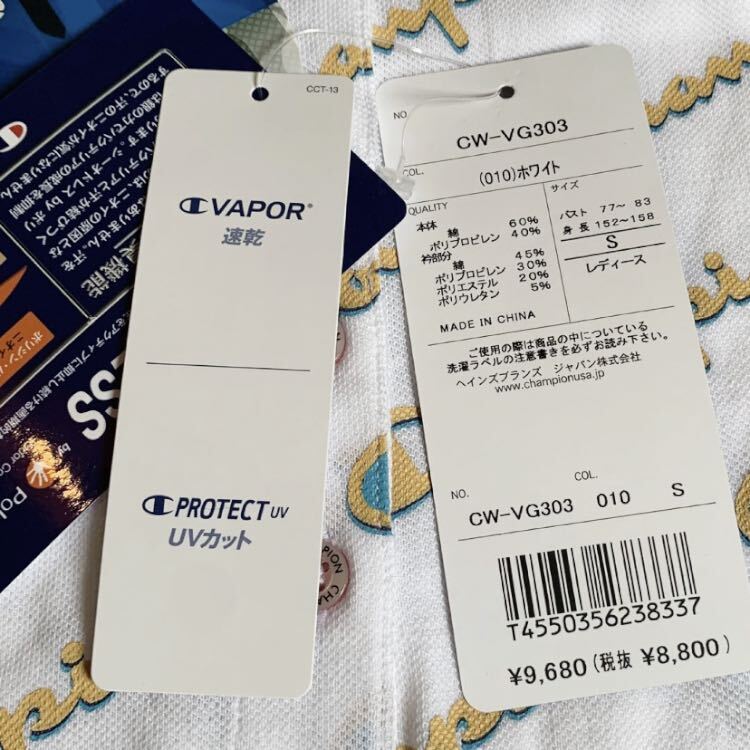 CCT-13
VAPOR®
速乾
PROTECT UV
UVカット
NO.
CW-VG303
COL.
(010)ホワイト
QUALITY
本体
綿 60%
ポリプロピレン 40%
衿部分
綿 45%
ポリプロピレン 30%
ポリエステル 20%
ポリウレタン 5%
MADE IN CHINA
サイズ
バスト 77〜 83
身長 152〜158
S
レディース
ご使用の際は商品の中についている
洗濯ラベルの注意書きを必ずお読み下さい。
ヘインズブランズ ジャパン株式会社
www.championusa.jp
NO.
COL.
CW-VG303 010 S
T4550356238337
¥9,680(税抜 ¥8,800)